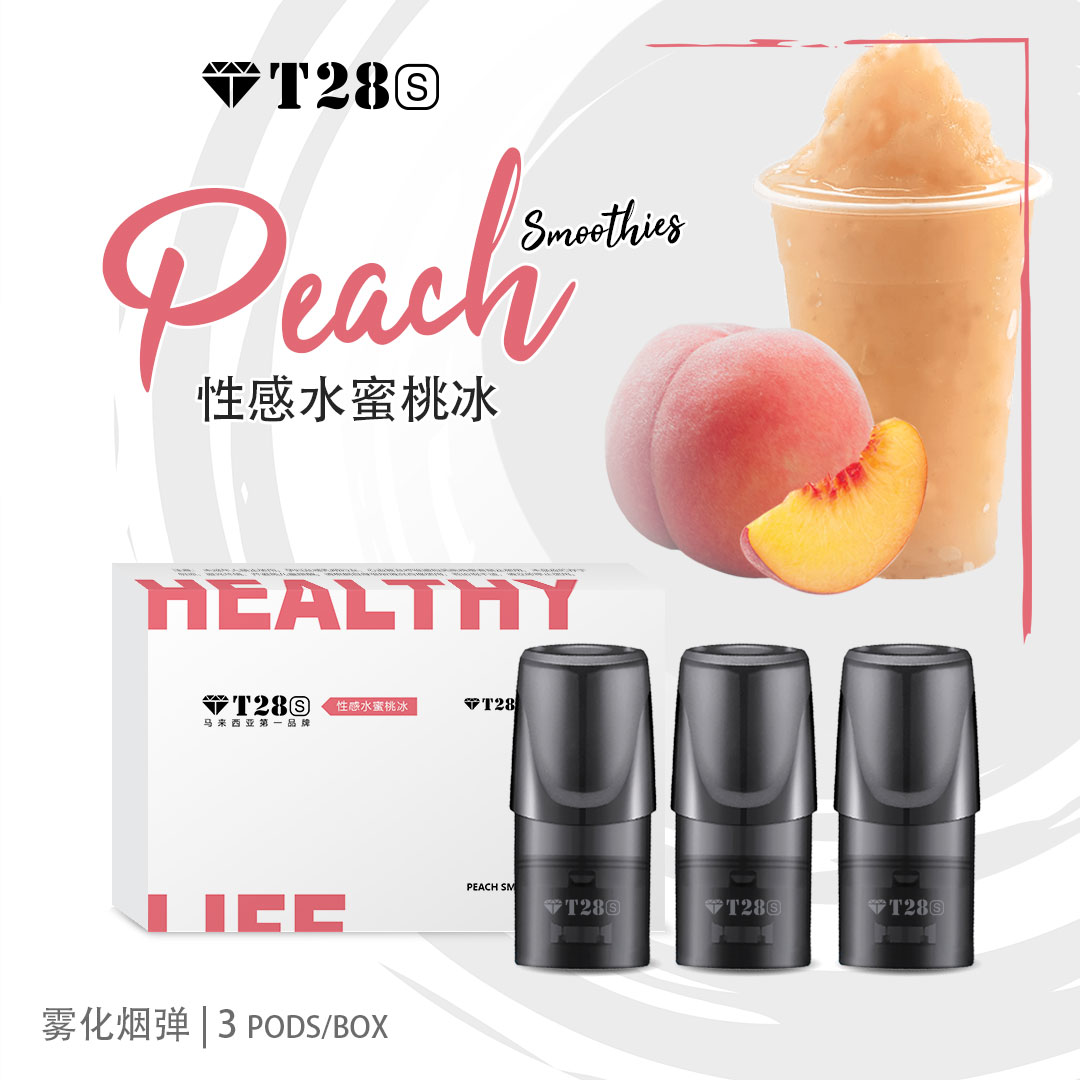 T28S
Peach
Smoothies
性感水蜜桃冰
HEALTHY
T28S
性感水蜜桃冰
马来西亚第一品牌
T28
PEACH SM
LIFE
T28S
T28S
T28S
雾化烟弹 | 3 PODS/BOX